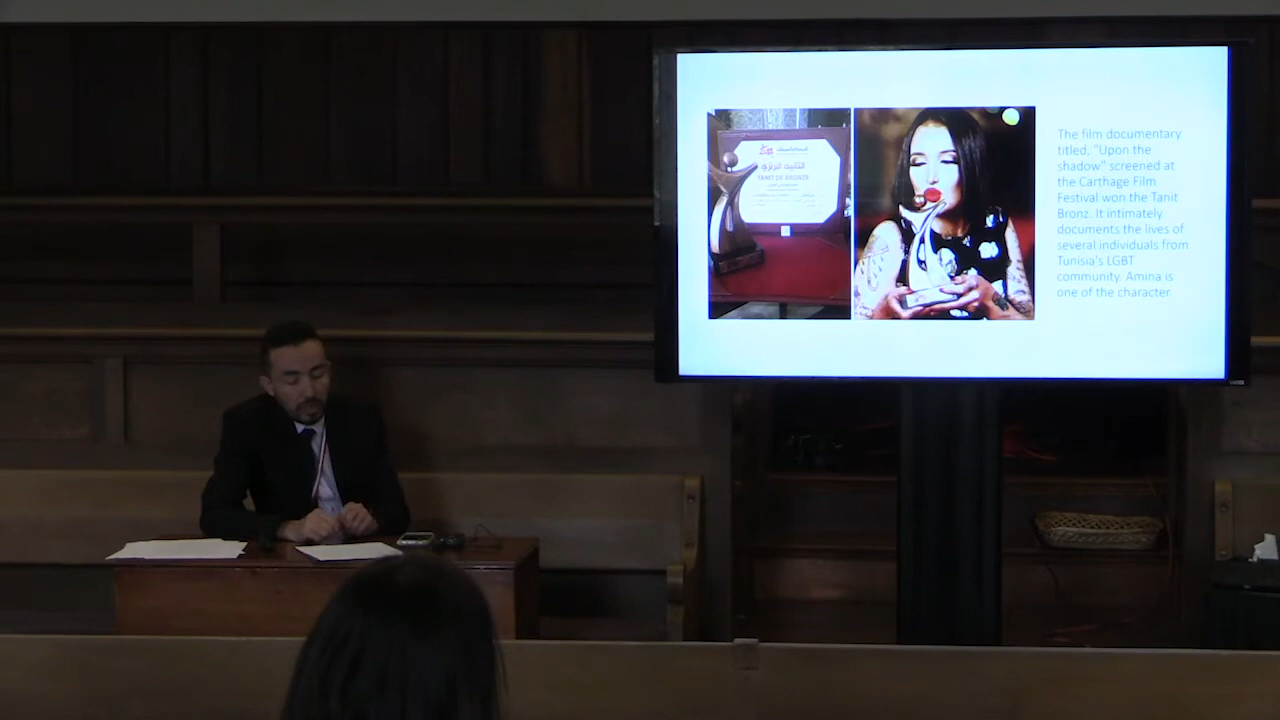 التانيت البرنزي
TANIT DE BRONZE
The film documentary
titled, "Upon the
shadow" screened at
the Carthage Film
Festival won the Tanit
Bronz. It intimately
documents the lives of
several individuals from
Tunisia's LGBT
community. Amina is
one of the character.